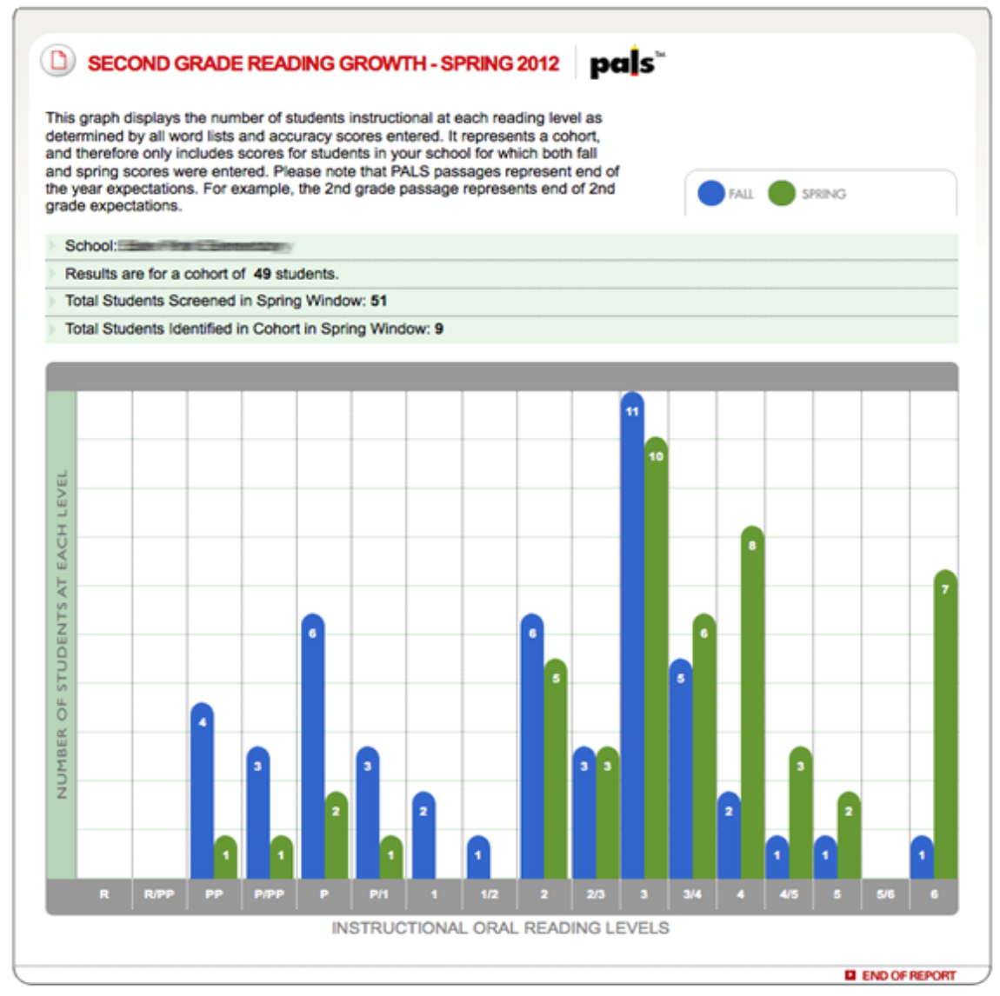 SECOND GRADE READING GROWTH - SPRING 2012
pals
This graph displays the number of students instructional at each reading level as
determined by all word lists and accuracy scores entered. It represents a cohort,
and therefore only includes scores for students in your school for which both fall
and spring scores were entered. Please note that PALS passages represent end of
the year expectations. For example, the 2nd grade passage represents end of 2nd
grade expectations.
FALL SPRING
School:
Results are for a cohort of 49 students.
Total Students Screened in Spring Window: 51
Total Students Identified in Cohort in Spring Window: 9
NUMBER OF STUDENTS AT EACH LEVEL
11
10
8
7
6 6 6
5 5
4
3 3 3 3 3
2 2 2 2
1 1 1 1 1 1 1
R R/PP PP P/PP P P/1 1 1/2 2 2/3 3 3/4 4 4/5 5 5/6 6
INSTRUCTIONAL ORAL READING LEVELS
END OF REPORT